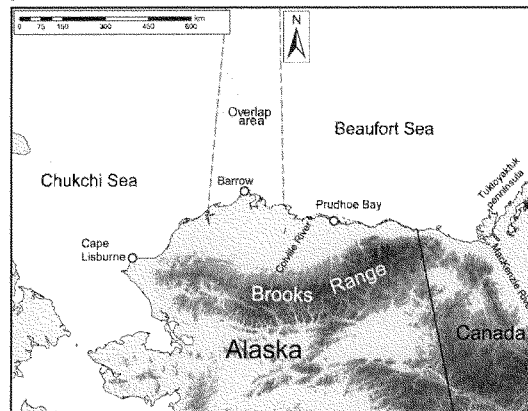 km
0 75 150 300 450 600
N
Overlap
area
Beaufort Sea
Chukchi Sea
Barrow
Prudhoe Bay
Tuktoyaktuk
penninsula
Cape
Lisburne
Colville River
MacKenzie River
Brooks Range
Canada
Alaska